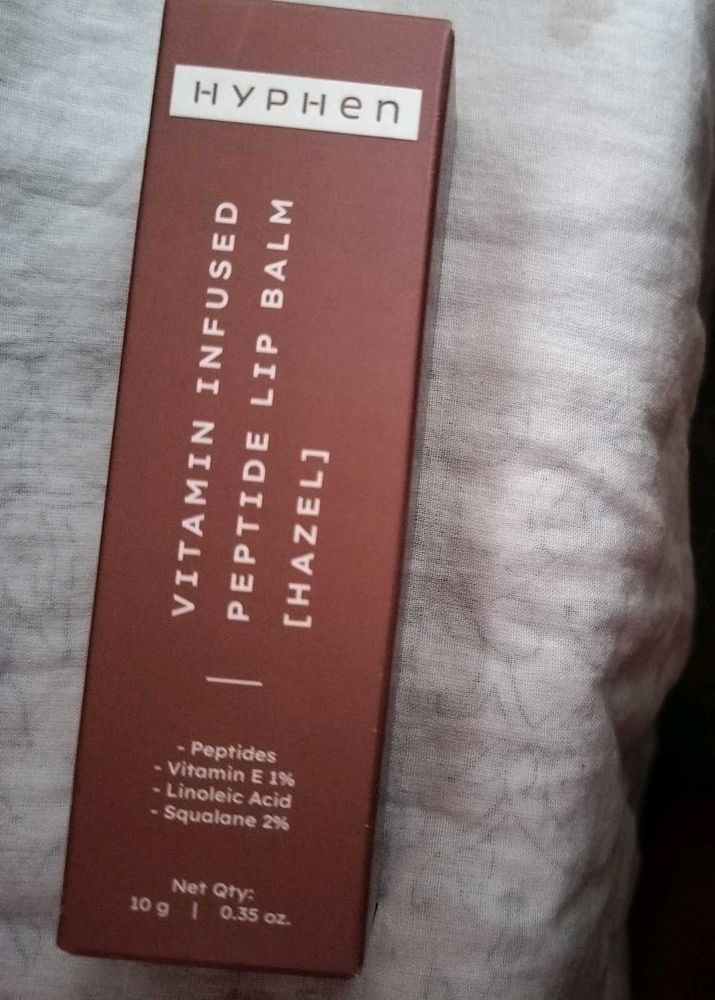 HYPHen
VITAMIN INFUSED
PEPTIDE LIP BALM
[HAZEL]
- Peptides
- Vitamin E 1%
- Linoleic Acid
- Squalane 2%
Net Qty:
10 g | 0.35 oz.